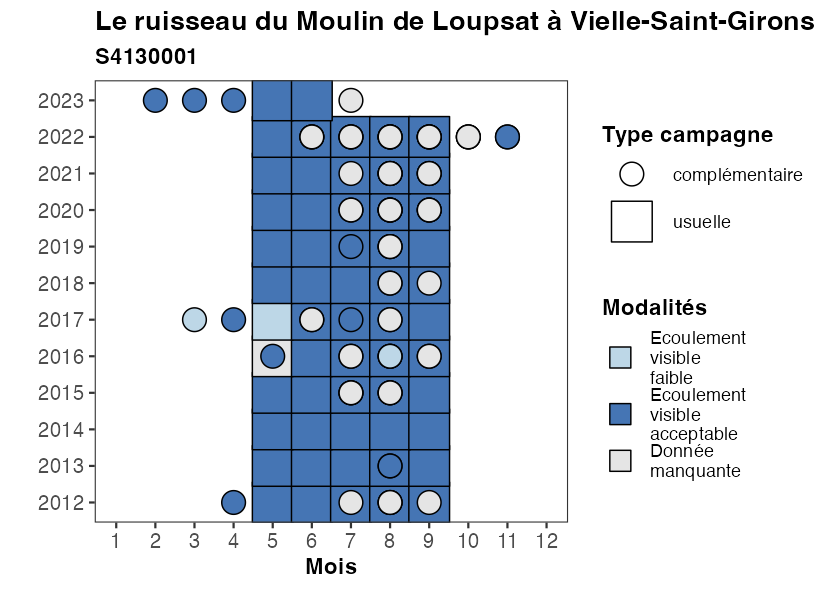 Le ruisseau du Moulin de Loupsat à Vielle-Saint-Girons
S4130001
2023
2022
2021
2020
2019
2018
2017
2016
2015
2014
2013
2012
1 2 3 4 5 6 7 8 9 10 11 12
Mois
Type campagne
complémentaire
usuelle
Modalités
Ecoulement
visible
faible
Ecoulement
visible
acceptable
Donnée
manquante